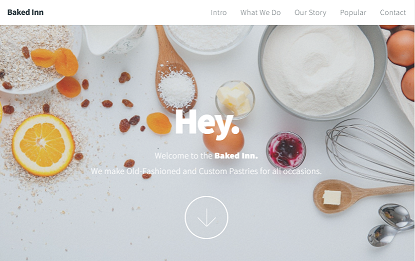 Baked Inn
Intro What We Do Our Story Popular Contact
Hey.
Welcome to the Baked Inn.
We make Old-Fashioned and Custom Pastries for all occasions.